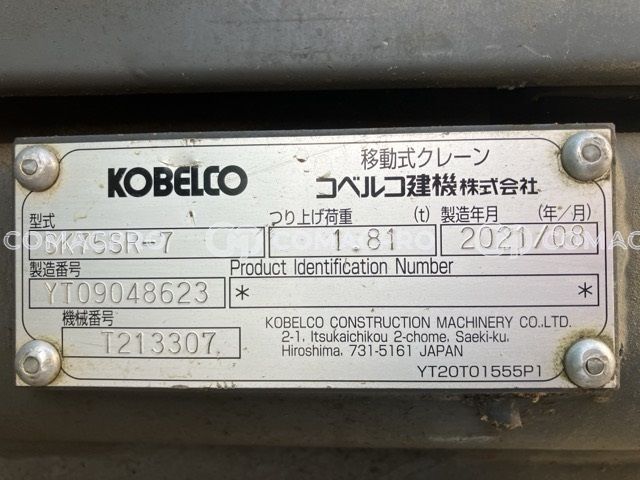 移動式クレーン
KOBELCO コベルコ建機株式会社
型式 つり上げ荷重 (t) 製造年月 (年/月)
SK75SR-7 1.81 2021/08
製造番号 Product Identification Number
YT09048623 * *
機械番号
T213307
KOBELCO CONSTRUCTION MACHINERY CO.,LTD.
2-1, Itsukaichikou 2-chome, Saeki-ku,
Hiroshima, 731-5161 JAPAN
YT20T01555P1